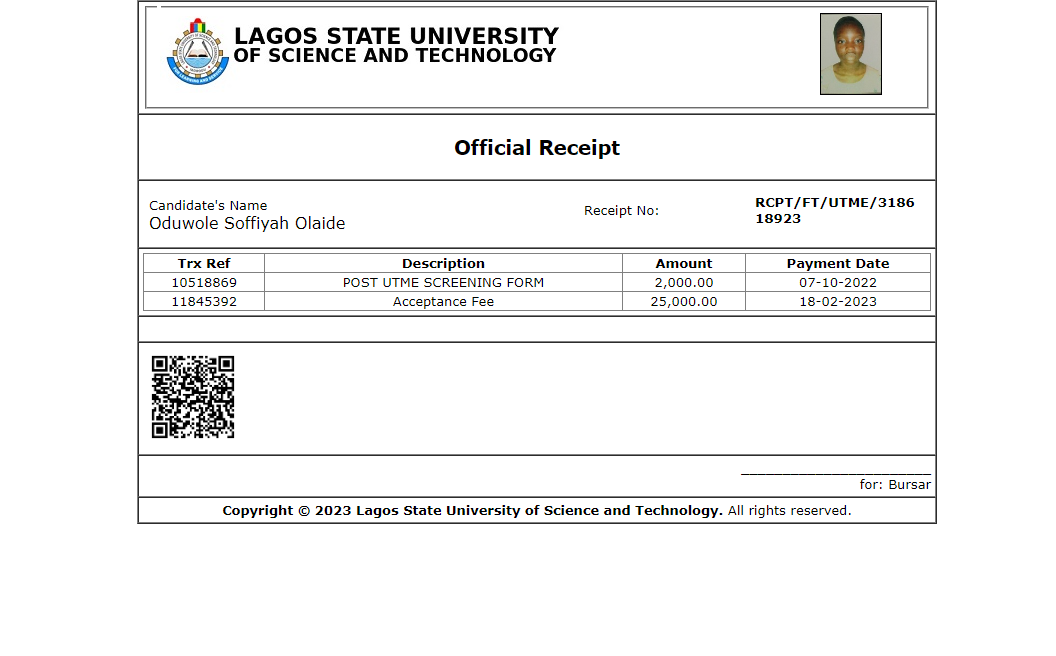 LAGOS STATE UNIVERSITY
OF SCIENCE AND TECHNOLOGY
Official Receipt
Candidate's Name
Oduwole Soffiyah Olaide
Receipt No:
RCPT/FT/UTME/3186
18923
Trx Ref Description Amount Payment Date
10518869 POST UTME SCREENING FORM 2,000.00 07-10-2022
11845392 Acceptance Fee 25,000.00 18-02-2023
for: Bursar
Copyright © 2023 Lagos State University of Science and Technology. All rights reserved.